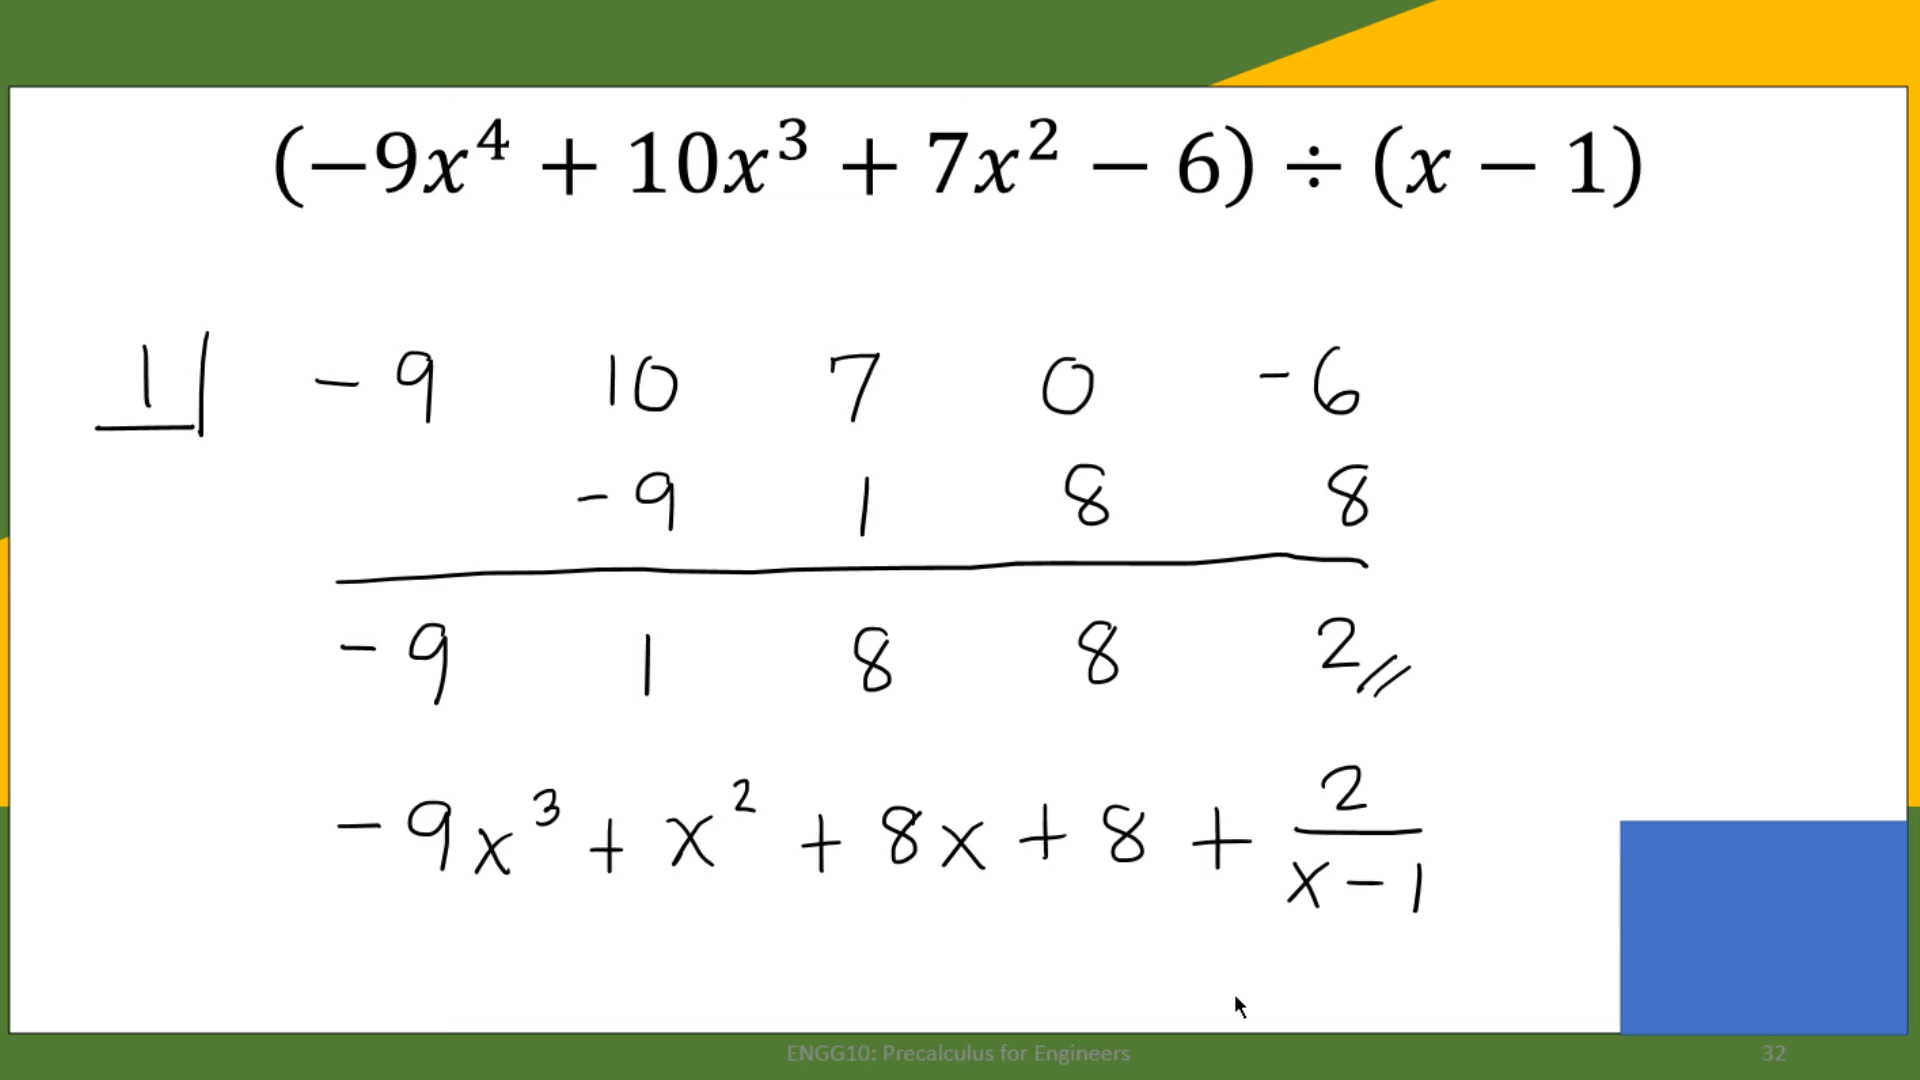 (−9x⁴ + 10x³ + 7x² − 6) ÷ (x − 1)
1| -9 10 7 0 -6
-9 1 8 8
-9 1 8 8 2//
-9x³ + x² + 8x + 8 + 2/(x-1)
ENGG10: Precalculus for Engineers 32